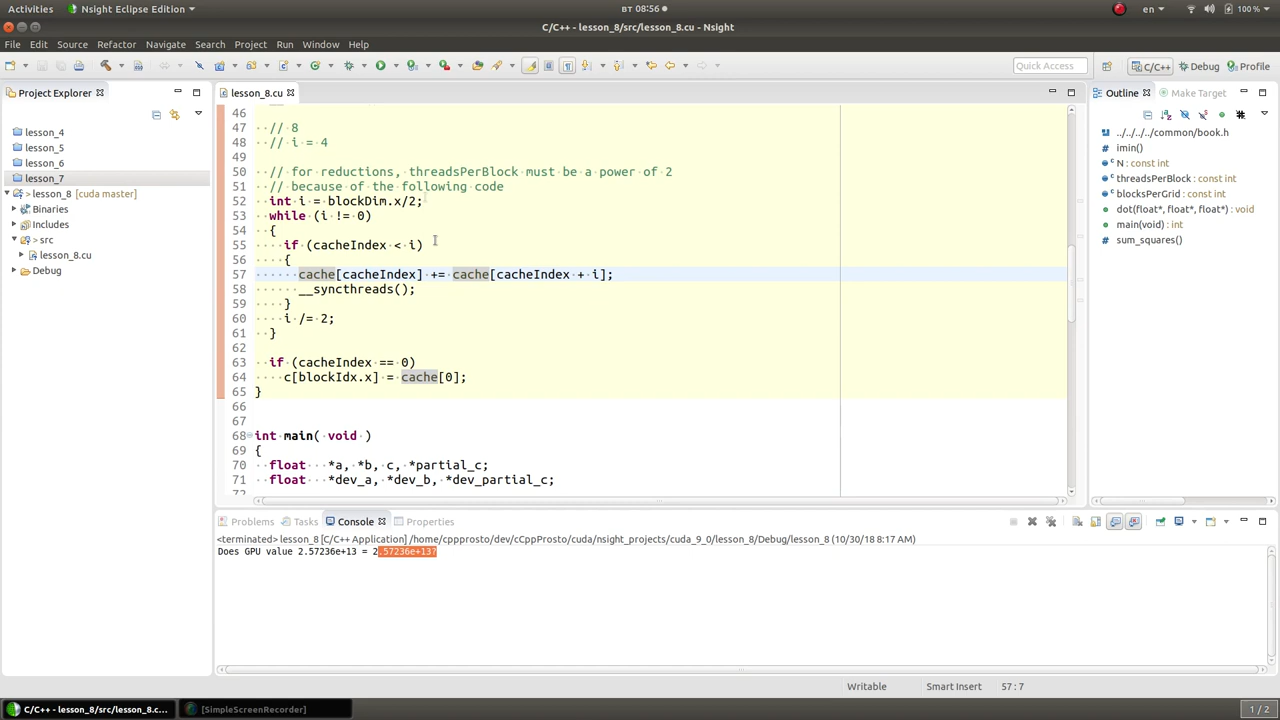 Activities
Nsight Eclipse Edition
ВТ 08:56
en
100 %
C/C++ - lesson_8/src/lesson_8.cu - Nsight
File Edit Source Refactor Navigate Search Project Run Window Help
Quick Access
C/C++
Debug
Profile
Project Explorer
lesson_4
lesson_5
lesson_6
lesson_7
> lesson_8 [cuda master]
Binaries
Includes
> src
> lesson_8.cu
Debug
lesson_8.cu
46
47 // 8
48 // i = 4
49
50 // for reductions, threadsPerBlock must be a power of 2
51 // because of the following code
52 int i = blockDim.x/2;
53 while (i != 0)
54 {
55 if (cacheIndex < i)
56 {
57 cache[cacheIndex] += cache[cacheIndex + i];
58 __syncthreads();
59 }
60 i /= 2;
61 }
62
63 if (cacheIndex == 0)
64 c[blockIdx.x] = cache[0];
65 }
66
67
68 int main( void )
69 {
70 float *a, *b, c, *partial_c;
71 float *dev_a, *dev_b, *dev_partial_c;
72
Outline
Make Target
../../../../common/book.h
imin()
N : const int
threadsPerBlock : const int
blocksPerGrid : const int
dot(float*, float*, float*) : void
main(void) : int
sum_squares()
Problems
Tasks
Console
Properties
<terminated> lesson_8 [C/C++ Application] /home/cppprosto/dev/cCppProsto/cuda/nsight_projects/cuda_9_0/lesson_8/Debug/lesson_8 (10/30/18 8:17 AM)
Does GPU value 2.57236e+13 = 2.57236e+13?
Writable
Smart Insert
57 : 7
C/C++ - lesson_8/src/lesson_8.c...
[SimpleScreenRecorder]
1 / 2